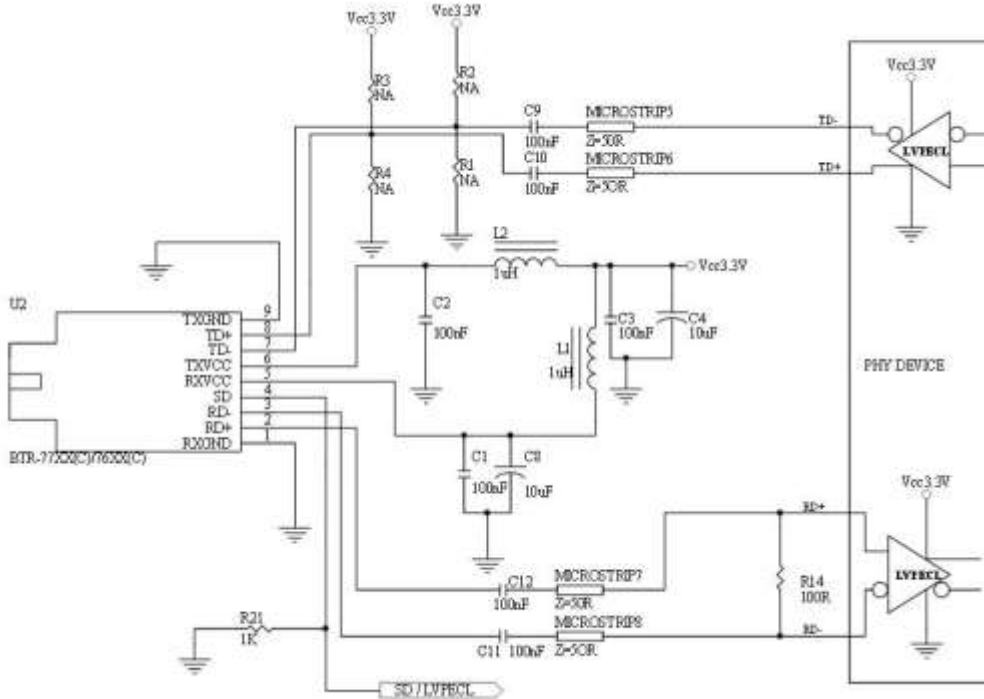 Vcc3.3V
Vcc3.3V
R3
NA
R2
NA
R4
NA
R1
NA
C9
100nF
MICROSTRIP5
Z=50R
C10
100nF
MICROSTRIP6
Z=50R
TD-
TD+
Vcc3.3V
LVPECL
L2
1uH
Vcc3.3V
C2
100nF
C3
100nF
C4
10uF
L1
1uH
PHY DEVICE
U2
TXGND 9
TD+ 8
TD- 7
TXVCC 6
RXVCC 5
SD 4
RD- 3
RD+ 2
RXGND 1
BTR-77XX(C)/76XX(C)
C1
100nF
C8
10uF
Vcc3.3V
RD+
LVPECL
R14
100R
RD-
C12
100nF
MICROSTRIP7
Z=50R
C11 100nF
MICROSTRIP8
Z=50R
R21
1K
SD / LVPECL